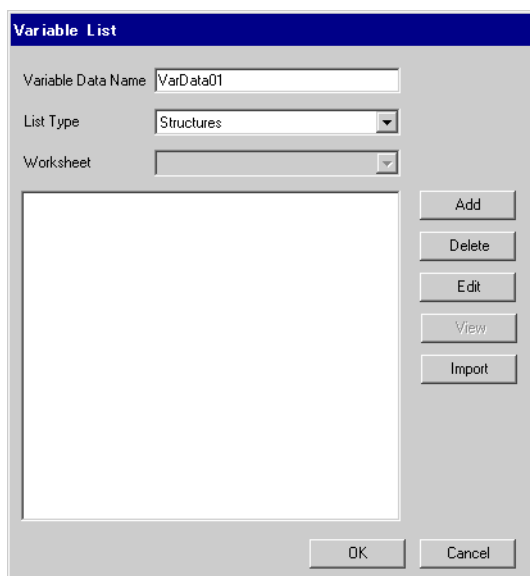 Variable List
Variable Data Name VarData01
List Type Structures
Worksheet
Add
Delete
Edit
View
Import
OK Cancel